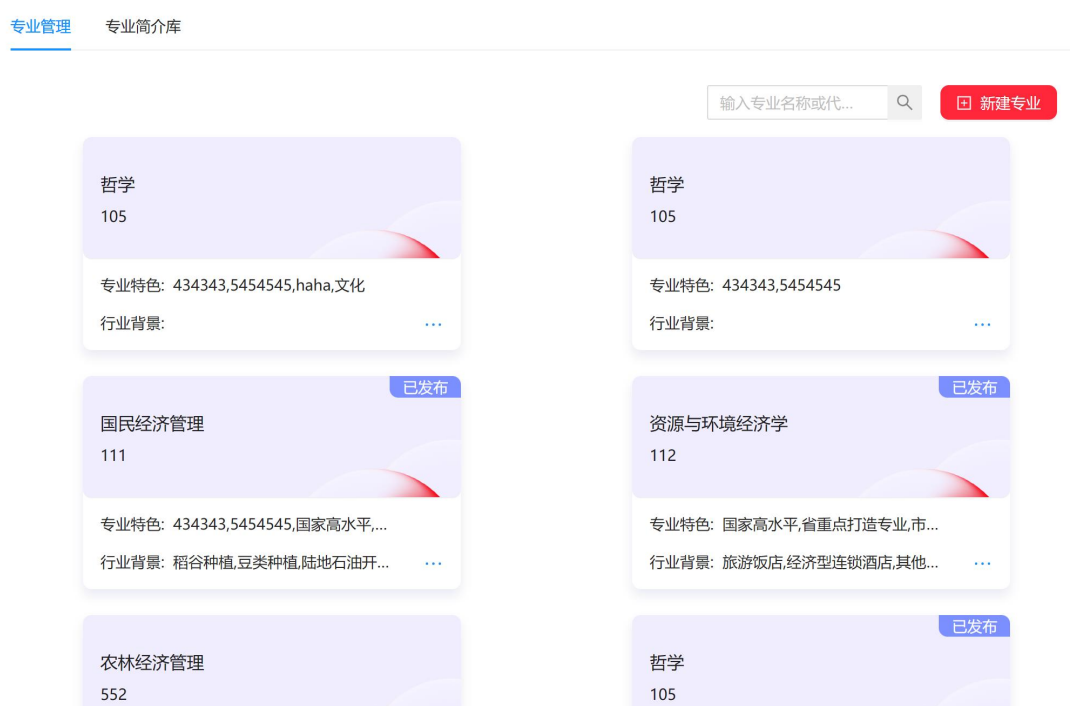 专业管理 专业简介库
输入专业名称或代...
新建专业
哲学
105
专业特色: 434343,5454545,haha,文化
行业背景:
...
哲学
105
专业特色: 434343,5454545
行业背景:
...
已发布
国民经济管理
111
专业特色: 434343,5454545,国家高水平,...
行业背景: 稻谷种植,豆类种植,陆地石油开...
...
已发布
资源与环境经济学
112
专业特色: 国家高水平,省重点打造专业,市...
行业背景: 旅游饭店,经济型连锁酒店,其他...
...
农林经济管理
552
已发布
哲学
105